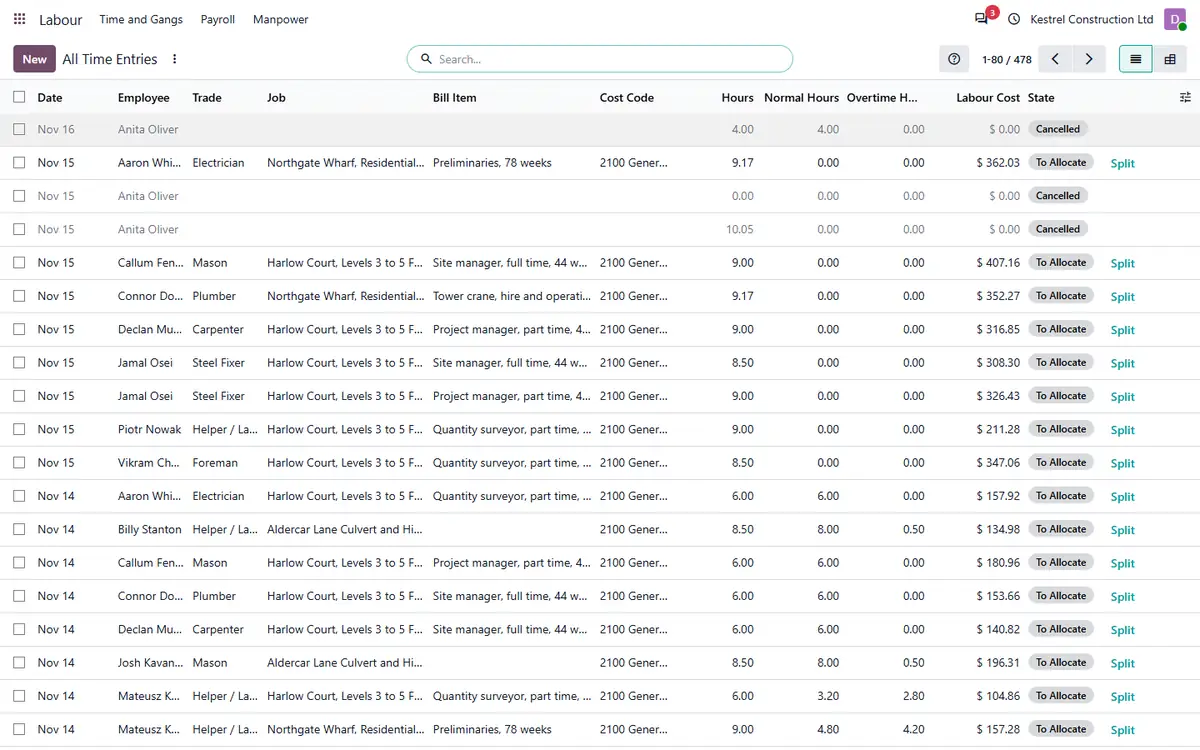 Labour Time and Gangs Payroll Manpower 3 Kestrel Construction Ltd D
New All Time Entries Search... 1-80 / 478
Date Employee Trade Job Bill Item Cost Code Hours Normal Hours Overtime H... Labour Cost State
Nov 16 Anita Oliver 4.00 4.00 0.00 $ 0.00 Cancelled
Nov 15 Aaron Whi... Electrician Northgate Wharf, Residential... Preliminaries, 78 weeks 2100 Gener... 9.17 0.00 0.00 $ 362.03 To Allocate Split
Nov 15 Anita Oliver 0.00 0.00 0.00 $ 0.00 Cancelled
Nov 15 Anita Oliver 10.05 0.00 0.00 $ 0.00 Cancelled
Nov 15 Callum Fen... Mason Harlow Court, Levels 3 to 5 F... Site manager, full time, 44 w... 2100 Gener... 9.00 0.00 0.00 $ 407.16 To Allocate Split
Nov 15 Connor Do... Plumber Northgate Wharf, Residential... Tower crane, hire and operati... 2100 Gener... 9.17 0.00 0.00 $ 352.27 To Allocate Split
Nov 15 Declan Mu... Carpenter Harlow Court, Levels 3 to 5 F... Project manager, part time, 4... 2100 Gener... 9.00 0.00 0.00 $ 316.85 To Allocate Split
Nov 15 Jamal Osei Steel Fixer Harlow Court, Levels 3 to 5 F... Site manager, full time, 44 w... 2100 Gener... 8.50 0.00 0.00 $ 308.30 To Allocate Split
Nov 15 Jamal Osei Steel Fixer Harlow Court, Levels 3 to 5 F... Project manager, part time, 4... 2100 Gener... 9.00 0.00 0.00 $ 326.43 To Allocate Split
Nov 15 Piotr Nowak Helper / La... Harlow Court, Levels 3 to 5 F... Quantity surveyor, part time, ... 2100 Gener... 9.00 0.00 0.00 $ 211.28 To Allocate Split
Nov 15 Vikram Ch... Foreman Harlow Court, Levels 3 to 5 F... Quantity surveyor, part time, ... 2100 Gener... 8.50 0.00 0.00 $ 347.06 To Allocate Split
Nov 14 Aaron Whi... Electrician Harlow Court, Levels 3 to 5 F... Quantity surveyor, part time, ... 2100 Gener... 6.00 6.00 0.00 $ 157.92 To Allocate Split
Nov 14 Billy Stanton Helper / La... Aldercar Lane Culvert and Hi... 2100 Gener... 8.50 8.00 0.50 $ 134.98 To Allocate Split
Nov 14 Callum Fen... Mason Harlow Court, Levels 3 to 5 F... Project manager, part time, 4... 2100 Gener... 6.00 6.00 0.00 $ 180.96 To Allocate Split
Nov 14 Connor Do... Plumber Harlow Court, Levels 3 to 5 F... Site manager, full time, 44 w... 2100 Gener... 6.00 6.00 0.00 $ 153.66 To Allocate Split
Nov 14 Declan Mu... Carpenter Harlow Court, Levels 3 to 5 F... Site manager, full time, 44 w... 2100 Gener... 6.00 6.00 0.00 $ 140.82 To Allocate Split
Nov 14 Josh Kavan... Mason Aldercar Lane Culvert and Hi... 2100 Gener... 8.50 8.00 0.50 $ 196.31 To Allocate Split
Nov 14 Mateusz K... Helper / La... Harlow Court, Levels 3 to 5 F... Quantity surveyor, part time, ... 2100 Gener... 6.00 3.20 2.80 $ 104.86 To Allocate Split
Nov 14 Mateusz K... Helper / La... Northgate Wharf, Residential... Preliminaries, 78 weeks 2100 Gener... 9.00 4.80 4.20 $ 157.28 To Allocate Split